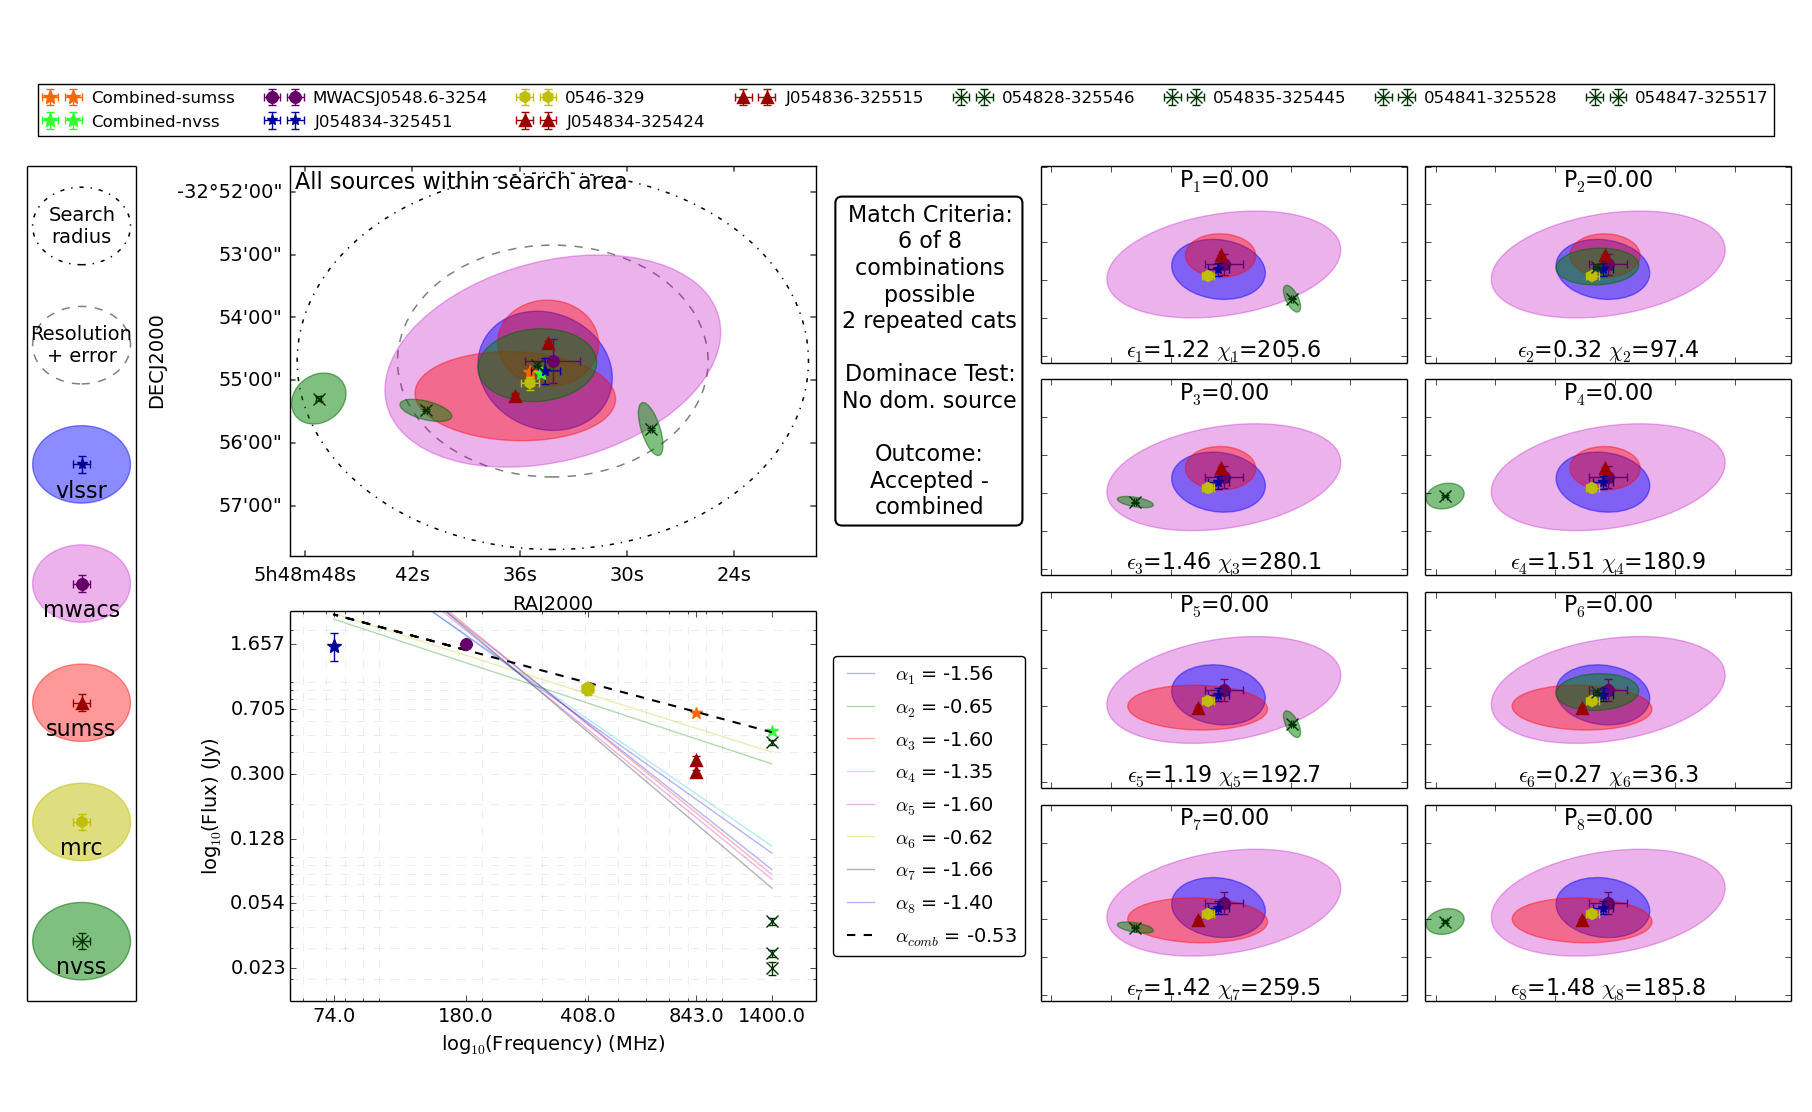 Combined-sumss MWACSJ0548.6-3254 0546-329 J054836-325515 054828-325546 054835-325445 054841-325528 054847-325517
Combined-nvss J054834-325451 J054834-325424
Search
radius
Resolution
+ error
vlssr
mwacs
sumss
mrc
nvss
All sources within search area
DECJ2000
-32°52'00"
53'00"
54'00"
55'00"
56'00"
57'00"
5h48m48s 42s 36s 30s 24s
RAJ2000
log₁₀(Flux) (Jy)
1.657
0.705
0.300
0.128
0.054
0.023
74.0 180.0 408.0 843.0 1400.0
log₁₀(Frequency) (MHz)
Match Criteria:
6 of 8
combinations
possible
2 repeated cats
Dominace Test:
No dom. source
Outcome:
Accepted -
combined
α₁ = -1.56
α₂ = -0.65
α₃ = -1.60
α₄ = -1.35
α₅ = -1.60
α₆ = -0.62
α₇ = -1.66
α₈ = -1.40
α_comb = -0.53
P₁=0.00
ϵ₁=1.22 χ₁=205.6
P₂=0.00
ϵ₂=0.32 χ₂=97.4
P₃=0.00
ϵ₃=1.46 χ₃=280.1
P₄=0.00
ϵ₄=1.51 χ₄=180.9
P₅=0.00
ϵ₅=1.19 χ₅=192.7
P₆=0.00
ϵ₆=0.27 χ₆=36.3
P₇=0.00
ϵ₇=1.42 χ₇=259.5
P₈=0.00
ϵ₈=1.48 χ₈=185.8